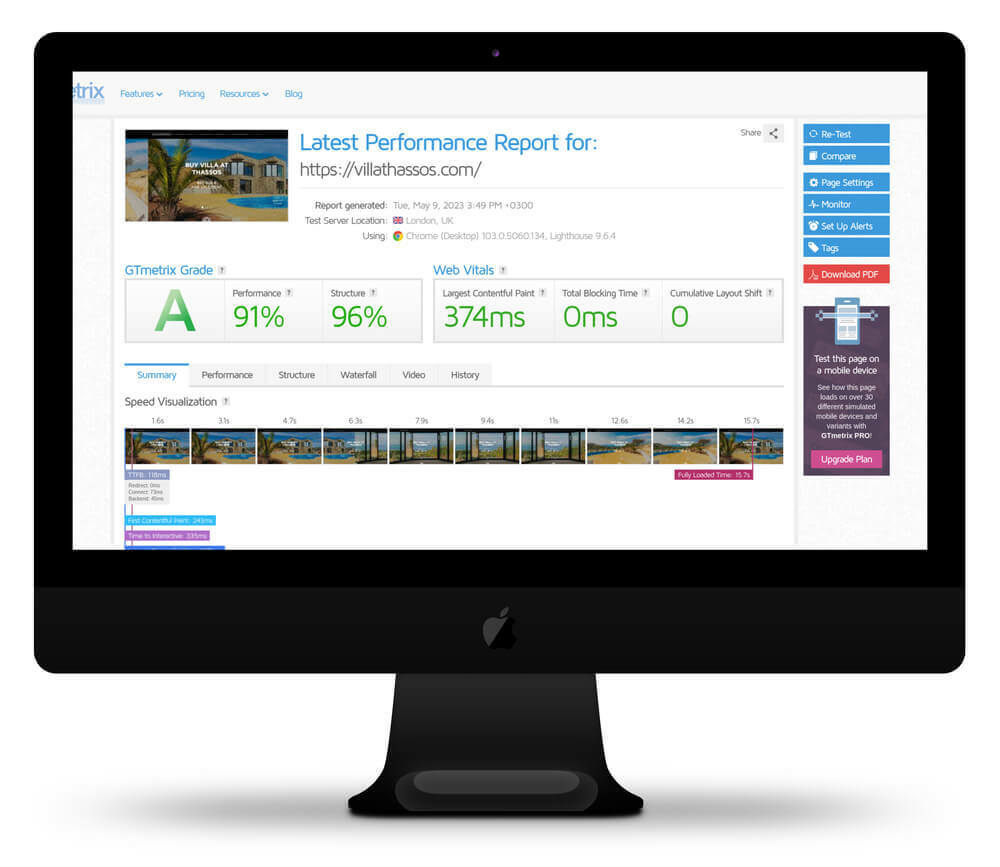 etrix
Features Pricing Resources Blog
Latest Performance Report for:
https://villathassos.com/
Share
BUY VILLA AT
THASSOS
Report generated: Tue, May 9, 2023 3:49 PM +0300
Test Server Location: London, UK
Using: Chrome (Desktop) 103.0.5060.134, Lighthouse 9.6.4
GTmetrix Grade ?
Web Vitals ?
A
Performance ? Structure ?
91% 96%
Largest Contentful Paint ? Total Blocking Time ? Cumulative Layout Shift ?
374ms 0ms 0
Summary Performance Structure Waterfall Video History
Speed Visualization ?
1.6s 3.1s 4.7s 6.3s 7.9s 9.4s 11s 12.6s 14.2s 15.7s
TTFB: 118ms
Redirect: 0ms
Connect: 73ms
Backend: 45ms
Fully Loaded Time: 15.7s
First Contentful Paint: 243ms
Time to Interactive: 335ms
Re-Test
Compare
Page Settings
Monitor
Set Up Alerts
Tags
Download PDF
Test this page on
a mobile device
See how this page
loads on over 30
different simulated
mobile devices and
variants with
GTmetrix PRO!
Upgrade Plan